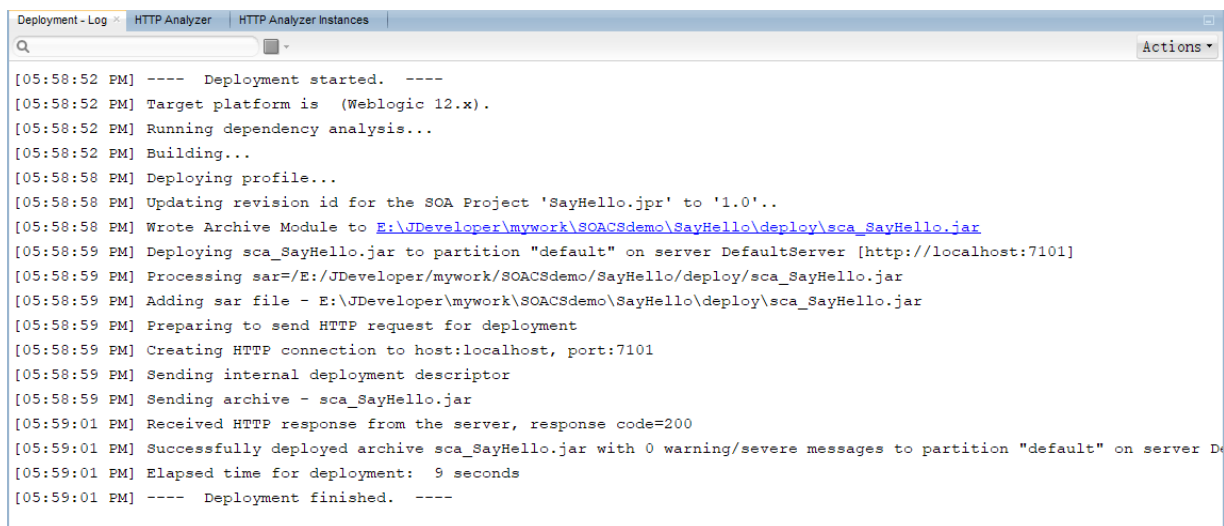 Deployment - Log × HTTP Analyzer HTTP Analyzer Instances
Actions
[05:58:52 PM] ---- Deployment started. ----
[05:58:52 PM] Target platform is (Weblogic 12.x).
[05:58:52 PM] Running dependency analysis...
[05:58:52 PM] Building...
[05:58:58 PM] Deploying profile...
[05:58:58 PM] Updating revision id for the SOA Project 'SayHello.jpr' to '1.0'..
[05:58:58 PM] Wrote Archive Module to E:\JDeveloper\mywork\SOACSdemo\SayHello\deploy\sca_SayHello.jar
[05:58:59 PM] Deploying sca_SayHello.jar to partition "default" on server DefaultServer [http://localhost:7101]
[05:58:59 PM] Processing sar=/E:/JDeveloper/mywork/SOACSdemo/SayHello/deploy/sca_SayHello.jar
[05:58:59 PM] Adding sar file - E:\JDeveloper\mywork\SOACSdemo\SayHello\deploy\sca_SayHello.jar
[05:58:59 PM] Preparing to send HTTP request for deployment
[05:58:59 PM] Creating HTTP connection to host:localhost, port:7101
[05:58:59 PM] Sending internal deployment descriptor
[05:58:59 PM] Sending archive - sca_SayHello.jar
[05:59:01 PM] Received HTTP response from the server, response code=200
[05:59:01 PM] Successfully deployed archive sca_SayHello.jar with 0 warning/severe messages to partition "default" on server
[05:59:01 PM] Elapsed time for deployment: 9 seconds
[05:59:01 PM] ---- Deployment finished. ----